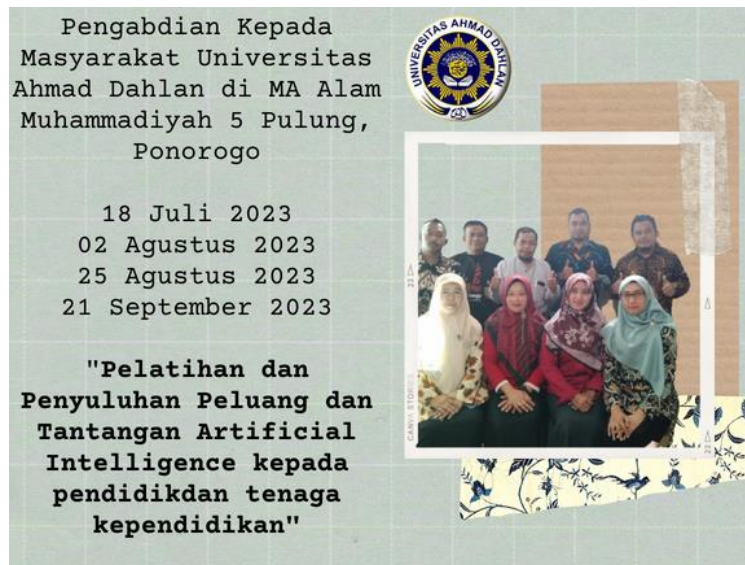 Pengabdian Kepada
Masyarakat Universitas
Ahmad Dahlan di MA Alam
Muhammadiyah 5 Pulung,
Ponorogo
18 Juli 2023
02 Agustus 2023
25 Agustus 2023
21 September 2023
"Pelatihan dan
Penyuluhan Peluang dan
Tantangan Artificial
Intelligence kepada
pendidikdan tenaga
kependidikan"
UNIVERSITAS AHMAD DAHLAN
CANVA STORIES